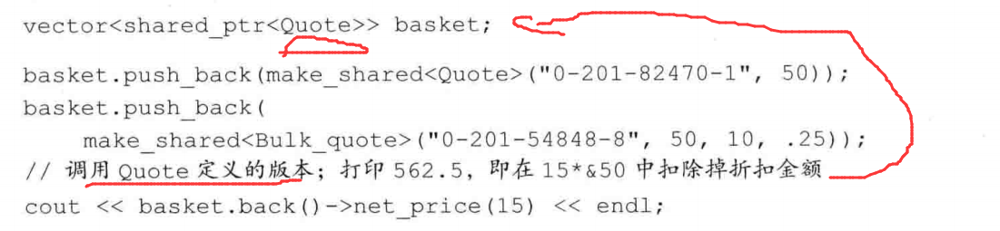 vector<shared_ptr<Quote>> basket;
basket.push_back(make_shared<Quote>("0-201-82470-1", 50));
basket.push_back(
make_shared<Bulk_quote>("0-201-54848-8", 50, 10, .25));
// 调用 Quote 定义的版本；打印 562.5，即在 15*&50 中扣除掉折扣金额
cout << basket.back()->net_price(15) << endl;